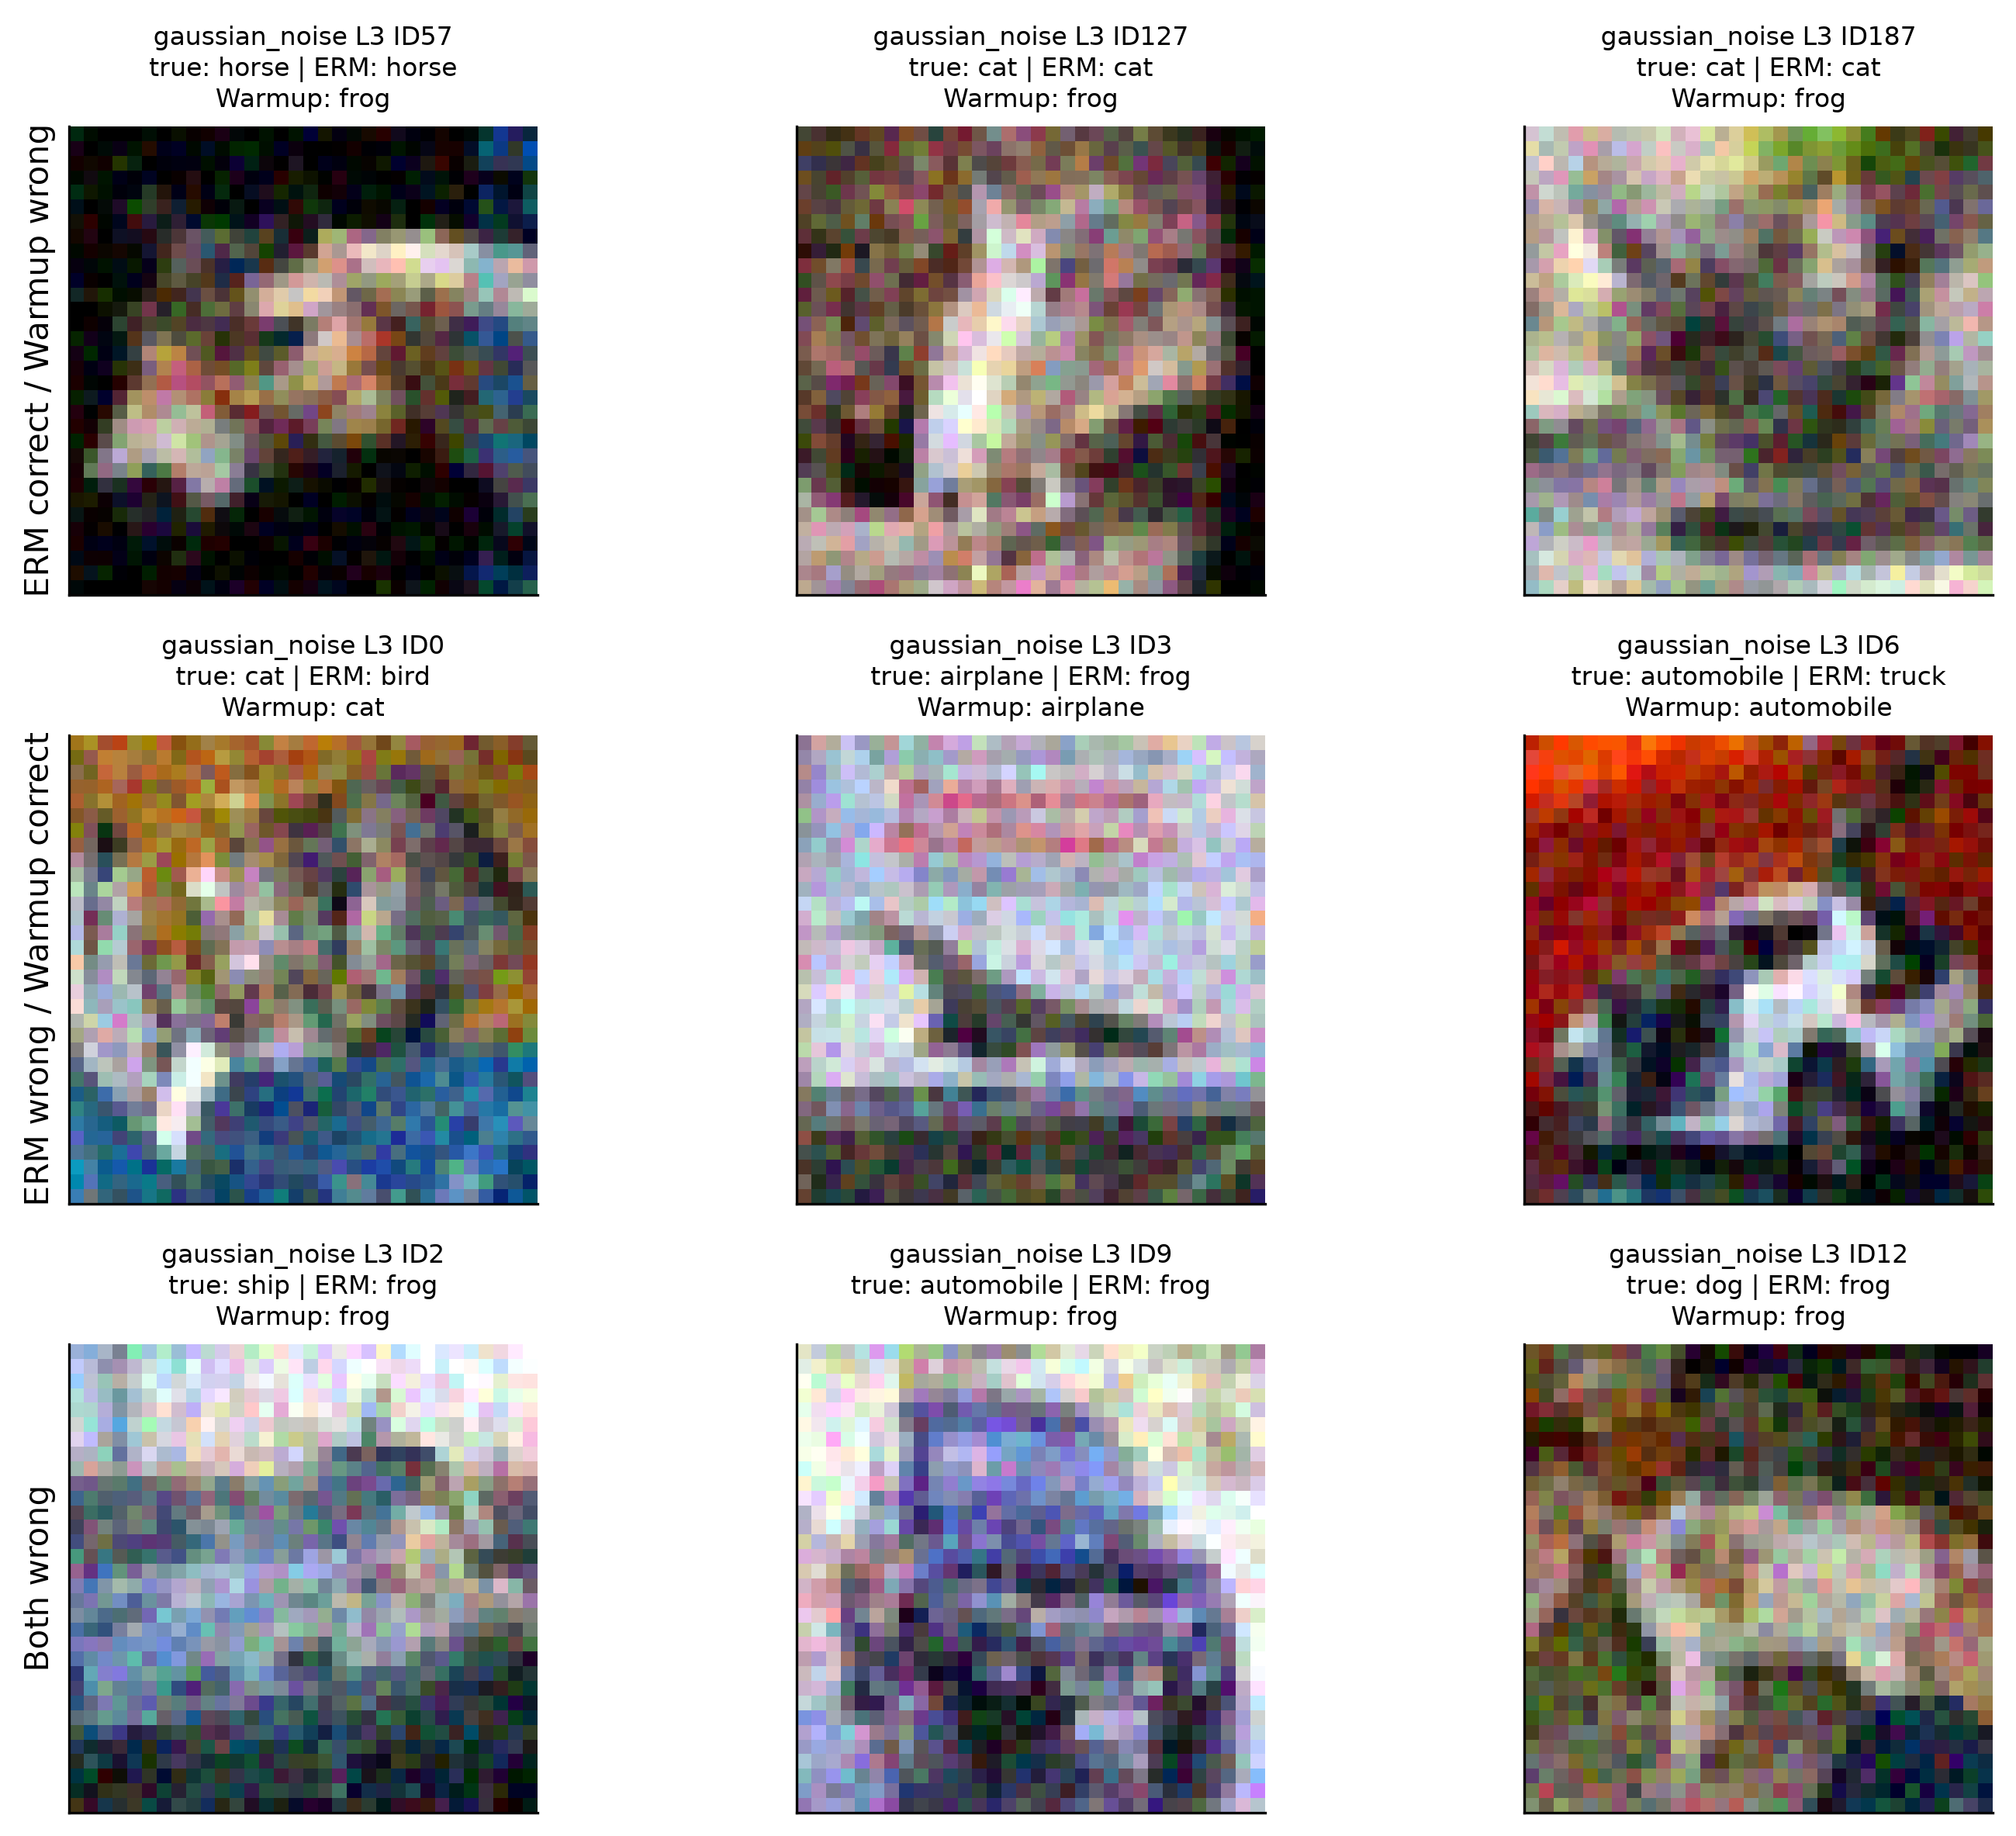 gaussian_noise L3 ID57
true: horse | ERM: horse
Warmup: frog
gaussian_noise L3 ID127
true: cat | ERM: cat
Warmup: frog
gaussian_noise L3 ID187
true: cat | ERM: cat
Warmup: frog
ERM correct / Warmup wrong
gaussian_noise L3 ID0
true: cat | ERM: bird
Warmup: cat
gaussian_noise L3 ID3
true: airplane | ERM: frog
Warmup: airplane
gaussian_noise L3 ID6
true: automobile | ERM: truck
Warmup: automobile
ERM wrong / Warmup correct
gaussian_noise L3 ID2
true: ship | ERM: frog
Warmup: frog
gaussian_noise L3 ID9
true: automobile | ERM: frog
Warmup: frog
gaussian_noise L3 ID12
true: dog | ERM: frog
Warmup: frog
Both wrong